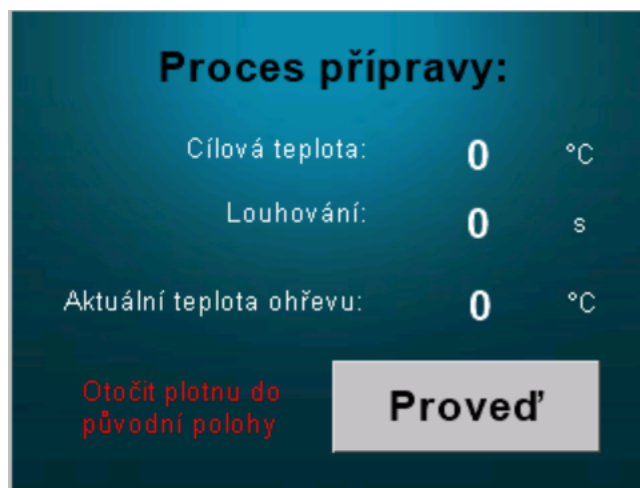 Proces přípravy:
Cílová teplota: 0 °C
Louhování: 0 s
Aktuální teplota ohřevu: 0 °C
Otočit plotnu do
původní polohy
Proveď